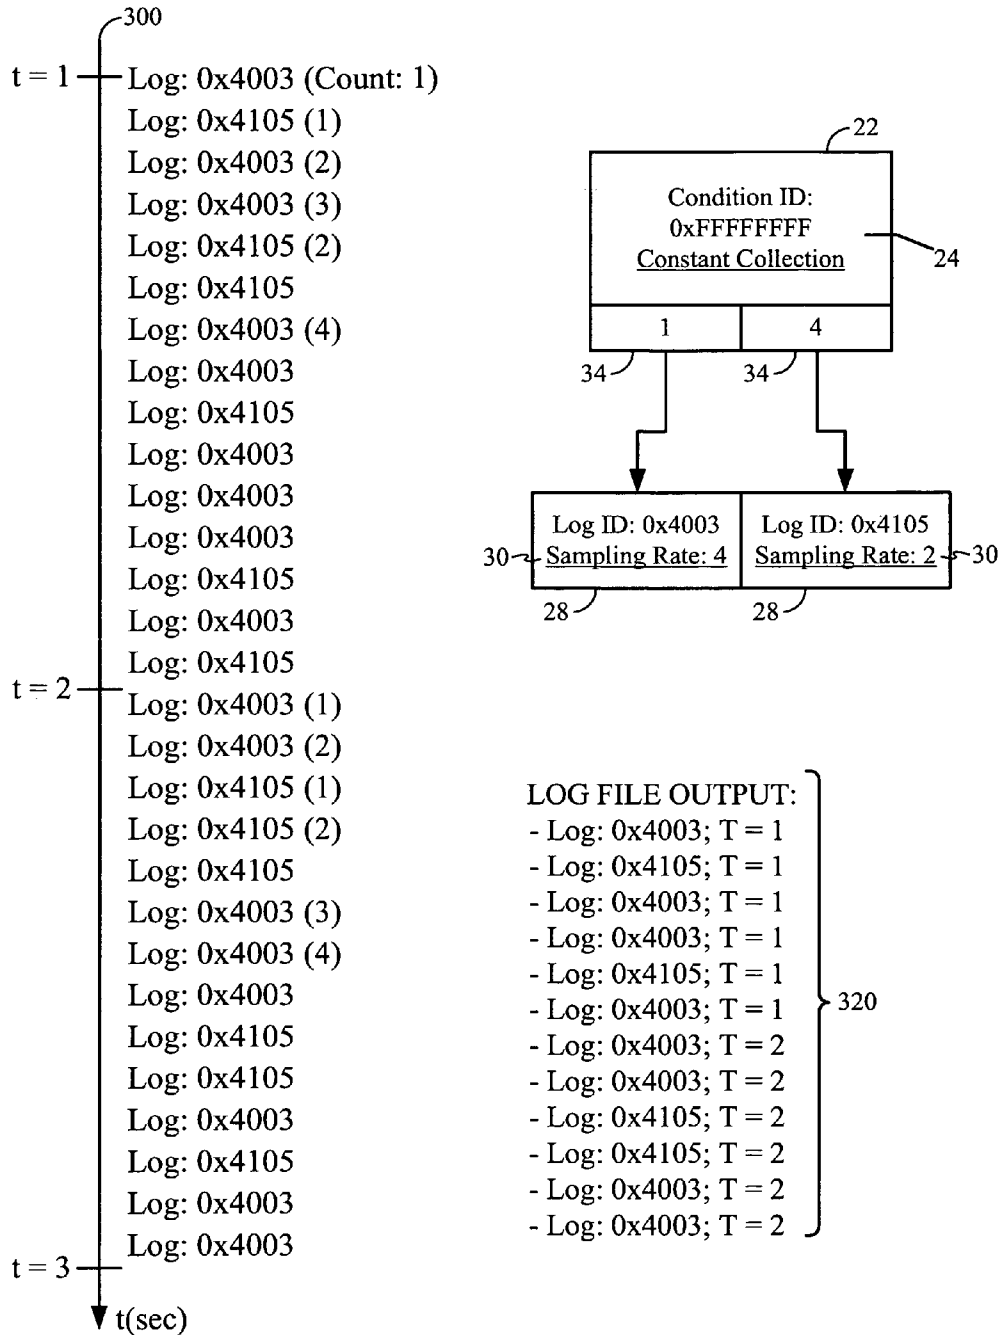 300
t = 1
Log: 0x4003 (Count: 1)
Log: 0x4105 (1)
Log: 0x4003 (2)
Log: 0x4003 (3)
Log: 0x4105 (2)
Log: 0x4105
Log: 0x4003 (4)
Log: 0x4003
Log: 0x4105
Log: 0x4003
Log: 0x4003
Log: 0x4003
Log: 0x4105
Log: 0x4003
Log: 0x4105
t = 2
Log: 0x4003 (1)
Log: 0x4003 (2)
Log: 0x4105 (1)
Log: 0x4105 (2)
Log: 0x4105
Log: 0x4003 (3)
Log: 0x4003 (4)
Log: 0x4003
Log: 0x4105
Log: 0x4105
Log: 0x4003
Log: 0x4105
Log: 0x4003
Log: 0x4003
t = 3
t(sec)
22
Condition ID:
0xFFFFFFFF
Constant Collection
24
1
4
34
34
Log ID: 0x4003
Sampling Rate: 4
Log ID: 0x4105
Sampling Rate: 2
30
30
28
28
LOG FILE OUTPUT:
- Log: 0x4003; T = 1
- Log: 0x4105; T = 1
- Log: 0x4003; T = 1
- Log: 0x4003; T = 1
- Log: 0x4105; T = 1
- Log: 0x4003; T = 1
- Log: 0x4003; T = 2
- Log: 0x4003; T = 2
- Log: 0x4105; T = 2
- Log: 0x4105; T = 2
- Log: 0x4003; T = 2
- Log: 0x4003; T = 2
320